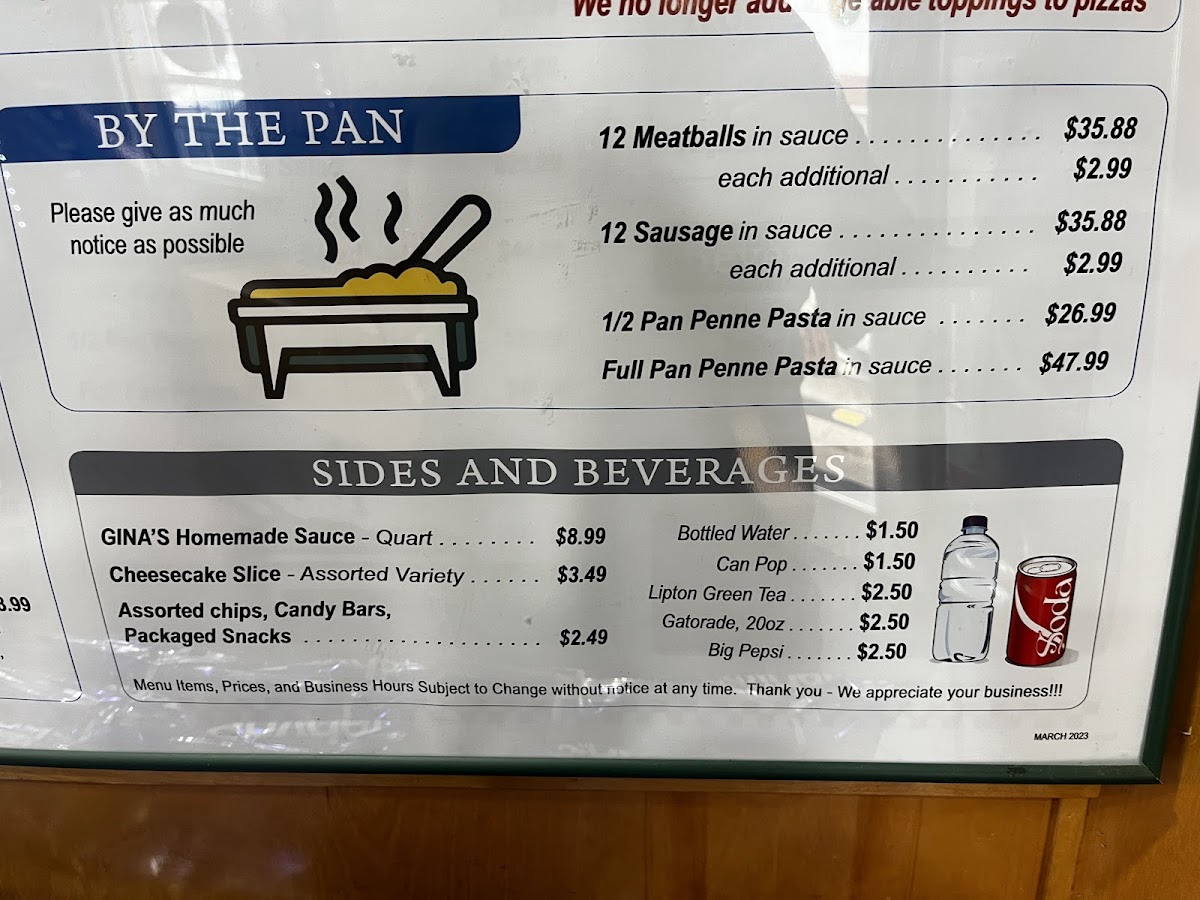 We no longer add able toppings to pizzas
BY THE PAN
Please give as much
notice as possible
12 Meatballs in sauce . . . . . . . . . . . . . . $35.88
each additional . . . . . . . . . . . $2.99
12 Sausage in sauce . . . . . . . . . . . . . . . $35.88
each additional . . . . . . . . . . $2.99
1/2 Pan Penne Pasta in sauce . . . . . . . $26.99
Full Pan Penne Pasta in sauce . . . . . . . $47.99
SIDES AND BEVERAGES
GINA'S Homemade Sauce - Quart . . . . . . . . $8.99
Cheesecake Slice - Assorted Variety . . . . . . $3.49
Assorted chips, Candy Bars,
Packaged Snacks . . . . . . . . . . . . . . . . . . . . $2.49
Bottled Water . . . . . . . $1.50
Can Pop . . . . . . . $1.50
Lipton Green Tea . . . . . . . $2.50
Gatorade, 20oz . . . . . . . $2.50
Big Pepsi . . . . . . . $2.50
Soda
Menu Items, Prices, and Business Hours Subject to Change without notice at any time. Thank you - We appreciate your business!!!
MARCH 2023